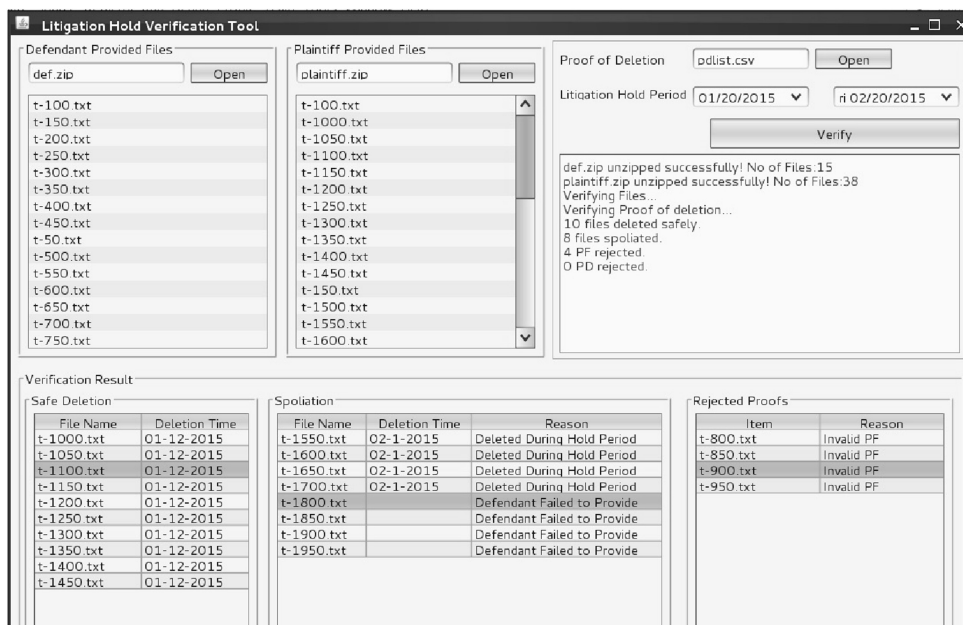 Litigation Hold Verification Tool
Defendant Provided Files
def.zip Open
t-100.txt
t-150.txt
t-200.txt
t-250.txt
t-300.txt
t-350.txt
t-400.txt
t-450.txt
t-50.txt
t-500.txt
t-550.txt
t-600.txt
t-650.txt
t-700.txt
t-750.txt
Plaintiff Provided Files
plaintiff.zip Open
t-100.txt
t-1000.txt
t-1050.txt
t-1100.txt
t-1150.txt
t-1200.txt
t-1250.txt
t-1300.txt
t-1350.txt
t-1400.txt
t-1450.txt
t-150.txt
t-1500.txt
t-1550.txt
t-1600.txt
Proof of Deletion pdlist.csv Open
Litigation Hold Period 01/20/2015 ri 02/20/2015
Verify
def.zip unzipped successfully! No of Files:15
plaintiff.zip unzipped successfully! No of Files:38
Verifying Files...
Verifying Proof of deletion...
10 files deleted safely.
8 files spoliated.
4 PF rejected.
0 PD rejected.
Verification Result
Safe Deletion
File Name Deletion Time
t-1000.txt 01-12-2015
t-1050.txt 01-12-2015
t-1100.txt 01-12-2015
t-1150.txt 01-12-2015
t-1200.txt 01-12-2015
t-1250.txt 01-12-2015
t-1300.txt 01-12-2015
t-1350.txt 01-12-2015
t-1400.txt 01-12-2015
t-1450.txt 01-12-2015
Spoliation
File Name Deletion Time Reason
t-1550.txt 02-1-2015 Deleted During Hold Period
t-1600.txt 02-1-2015 Deleted During Hold Period
t-1650.txt 02-1-2015 Deleted During Hold Period
t-1700.txt 02-1-2015 Deleted During Hold Period
t-1800.txt Defendant Failed to Provide
t-1850.txt Defendant Failed to Provide
t-1900.txt Defendant Failed to Provide
t-1950.txt Defendant Failed to Provide
Rejected Proofs
Item Reason
t-800.txt Invalid PF
t-850.txt Invalid PF
t-900.txt Invalid PF
t-950.txt Invalid PF